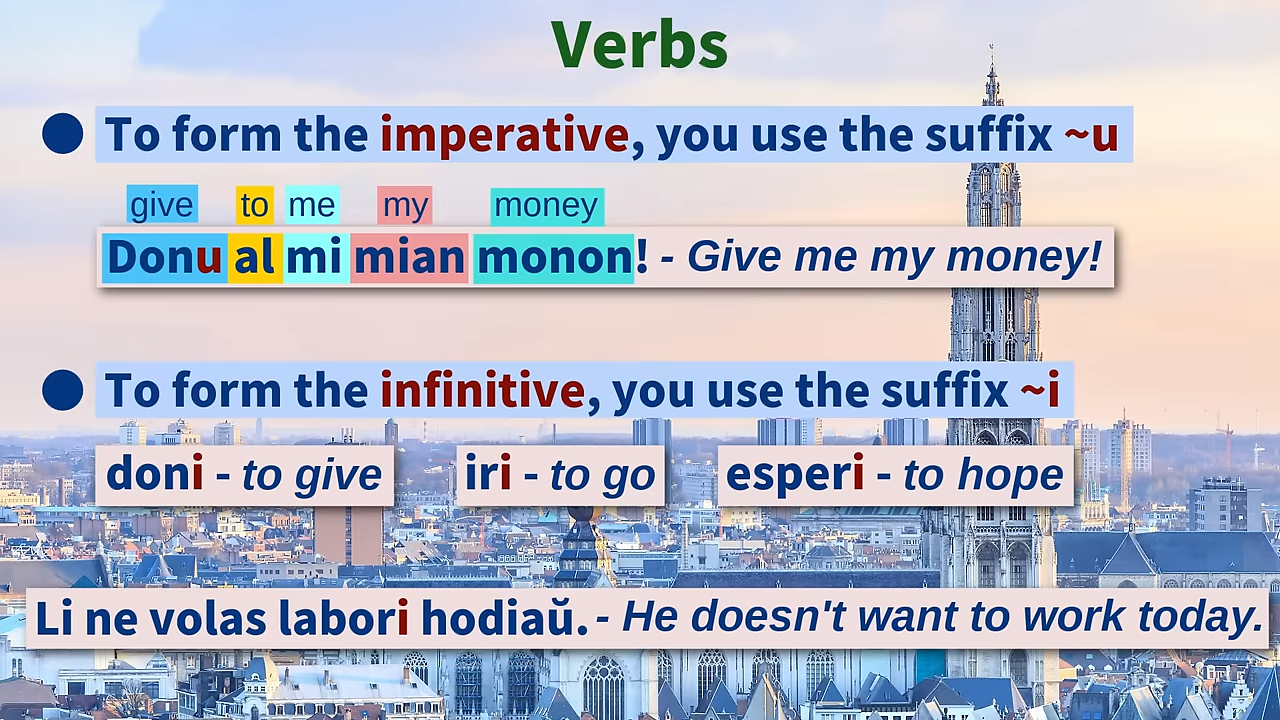 Verbs
To form the imperative, you use the suffix ~u
give to me my money
Donu al mi mian monon! - Give me my money!
To form the infinitive, you use the suffix ~i
doni - to give iri - to go esperi - to hope
Li ne volas labori hodiaŭ. - He doesn't want to work today.